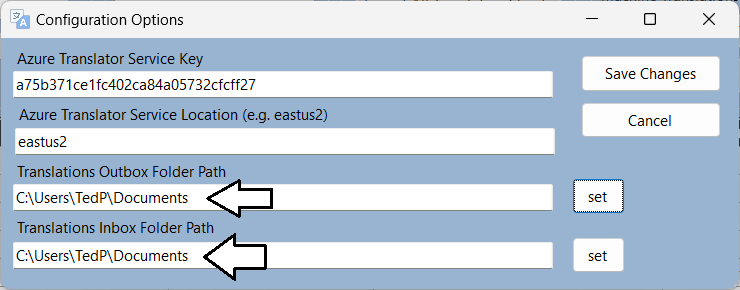 Configuration Options
Azure Translator Service Key
Save Changes
a75b371ce1fc402ca84a05732cfcff27
Azure Translator Service Location (e.g. eastus2)
Cancel
eastus2
Translations Outbox Folder Path
C:\Users\TedP\Documents
set
Translations Inbox Folder Path
C:\Users\TedP\Documents
set